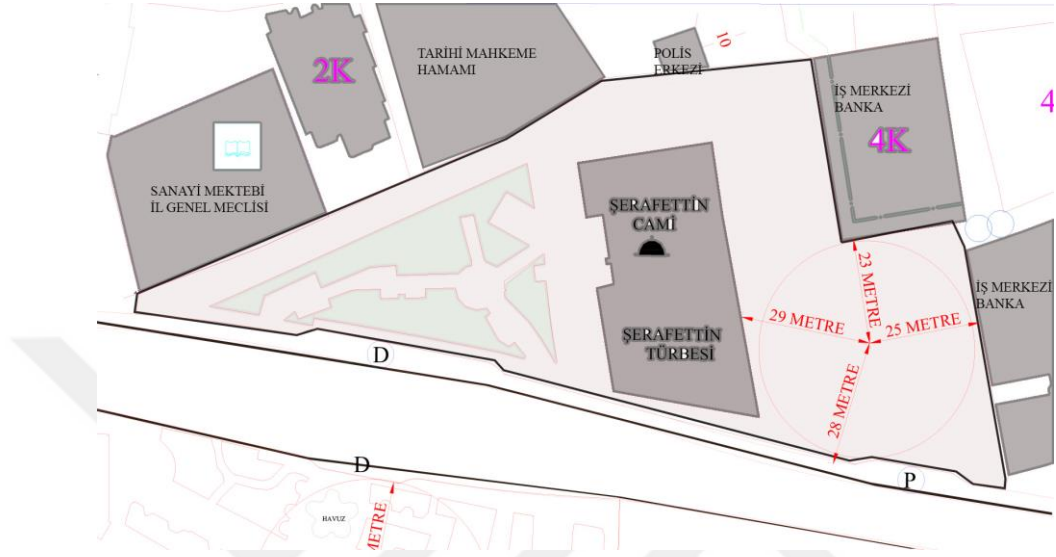 2K
TARİHİ MAHKEME
HAMAMI
POLİS
ERKEZİ
10
İŞ MERKEZİ
BANKA
4K
4
SANAYİ MEKTEBİ
İL GENEL MECLİSİ
ŞERAFETTİN
CAMİ
ŞERAFETTİN
TÜRBESİ
23 METRE
29 METRE
25 METRE
28 METRE
İŞ MERKEZİ
BANKA
D
D
P
HAVUZ
METRE